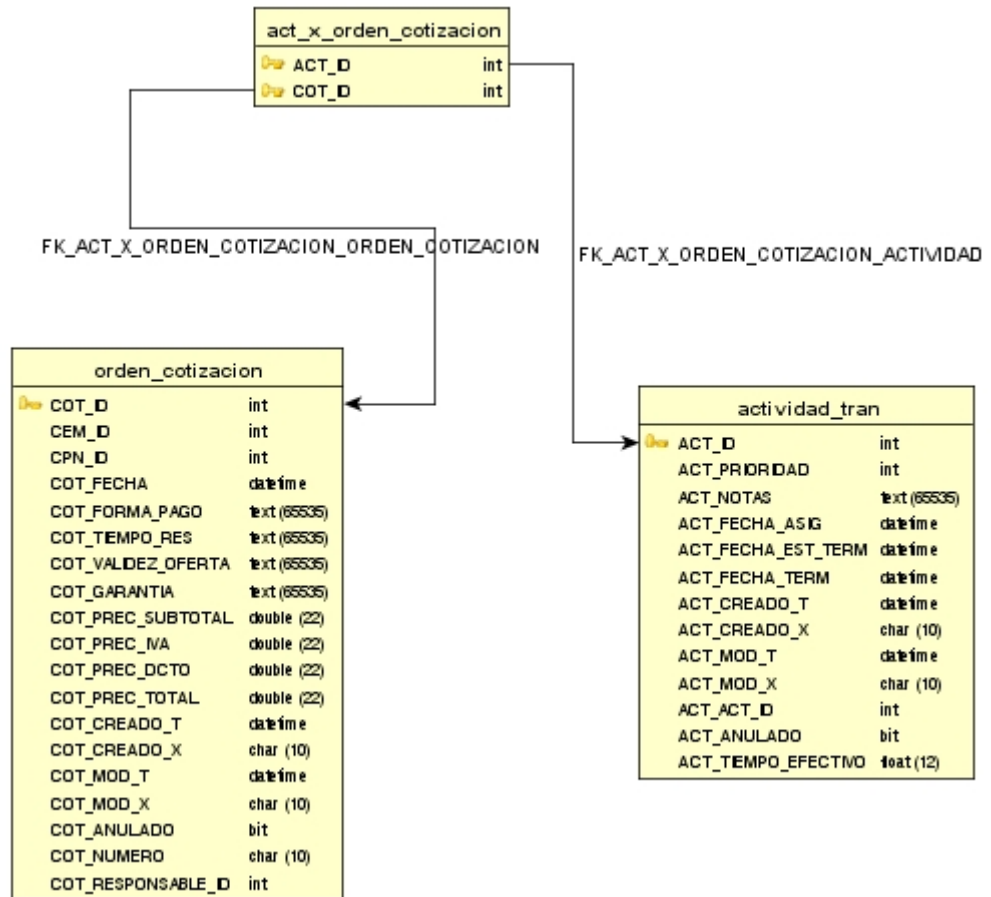 act_x_orden_cotizacion
ACT_ID int
COT_ID int
FK_ACT_X_ORDEN_COTIZACION_ORDEN_COTIZACION
FK_ACT_X_ORDEN_COTIZACION_ACTIVIDAD
orden_cotizacion
COT_ID int
CEM_ID int
CPN_ID int
COT_FECHA datetime
COT_FORMA_PAGO text (65535)
COT_TIEMPO_RES text (65535)
COT_VALIDEZ_OFERTA text (65535)
COT_GARANTIA text (65535)
COT_PREC_SUBTOTAL double (22)
COT_PREC_IVA double (22)
COT_PREC_DCTO double (22)
COT_PREC_TOTAL double (22)
COT_CREADO_T datetime
COT_CREADO_X char (10)
COT_MOD_T datetime
COT_MOD_X char (10)
COT_ANULADO bit
COT_NUMERO char (10)
COT_RESPONSABLE_ID int
actividad_tran
ACT_ID int
ACT_PRIORIDAD int
ACT_NOTAS text (65535)
ACT_FECHA_ASIG datetime
ACT_FECHA_EST_TERM datetime
ACT_FECHA_TERM datetime
ACT_CREADO_T datetime
ACT_CREADO_X char (10)
ACT_MOD_T datetime
ACT_MOD_X char (10)
ACT_ACT_ID int
ACT_ANULADO bit
ACT_TIEMPO_EFECTIVO float (12)